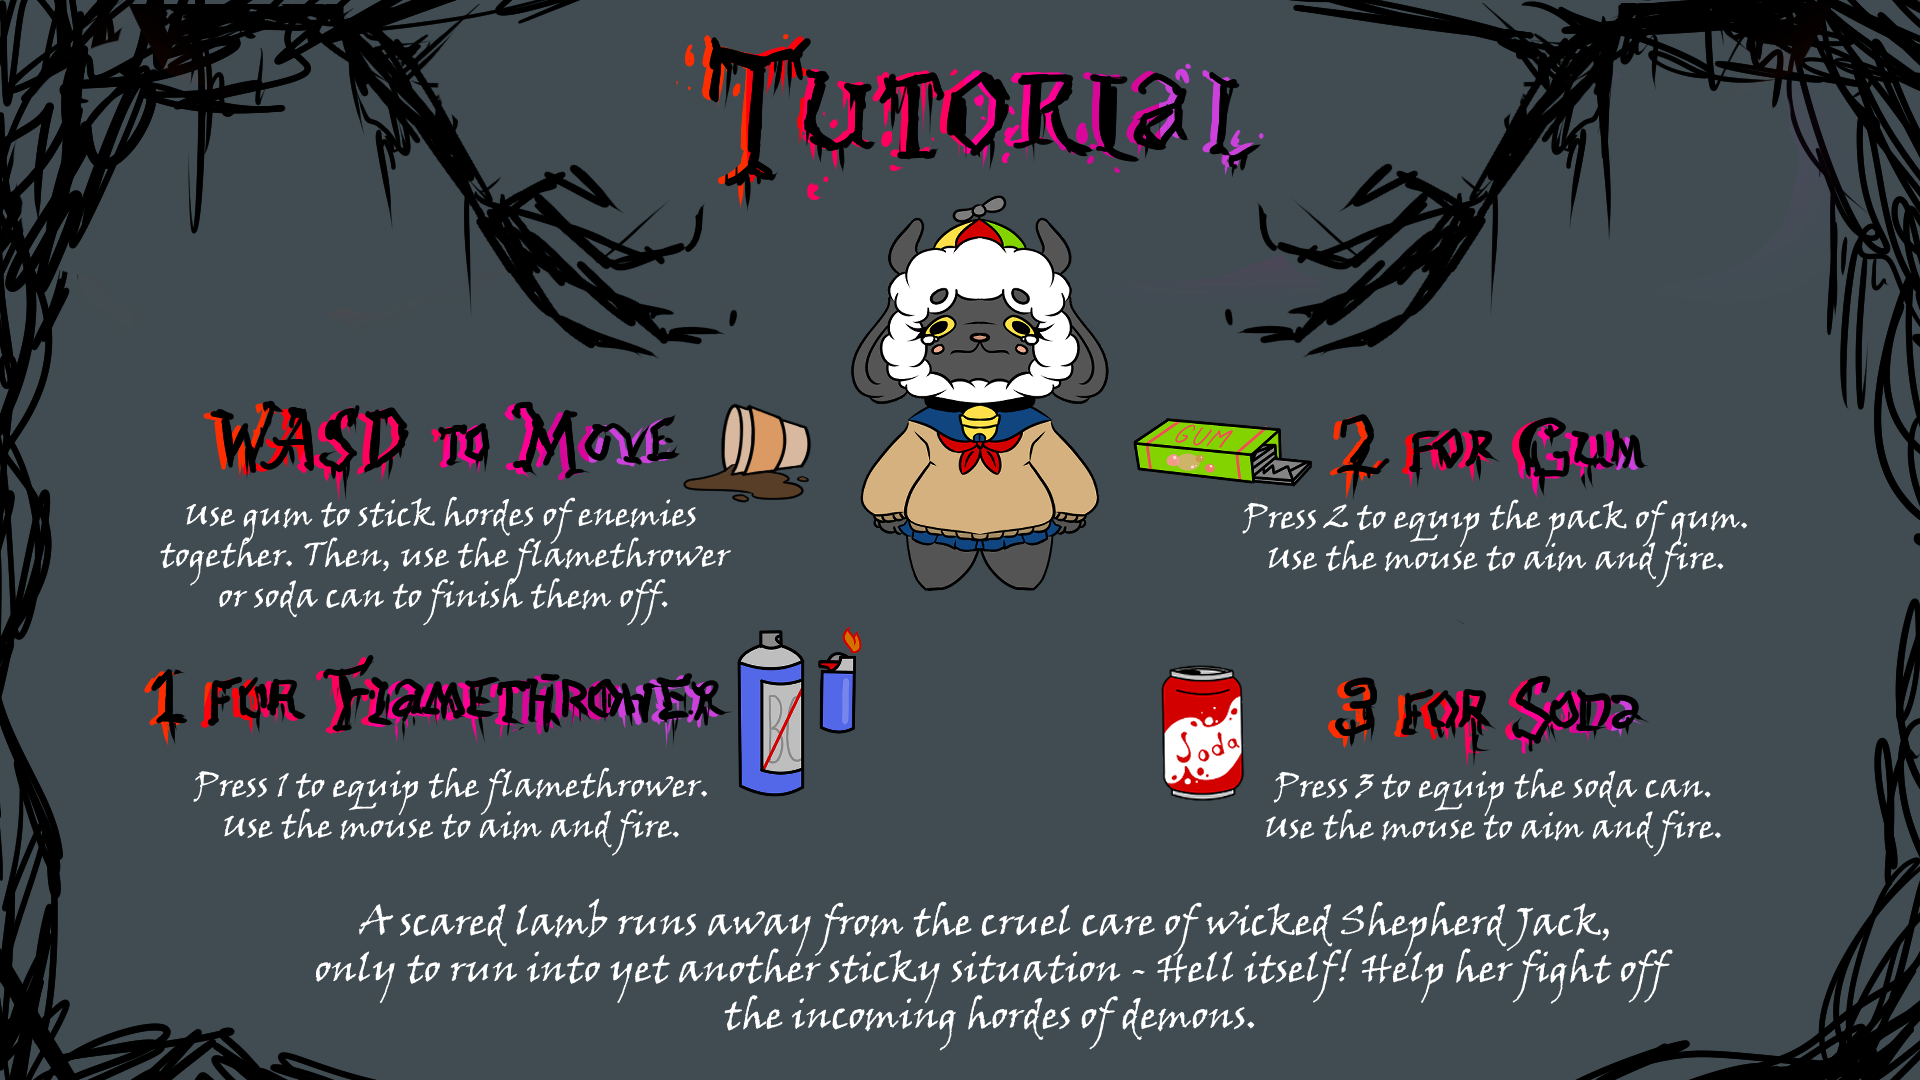 Tutorial
WASD to Move
Use gum to stick hordes of enemies
together. Then, use the flamethrower
or soda can to finish them off.
GUM
2 for Gum
Press 2 to equip the pack of gum.
Use the mouse to aim and fire.
1 for Flamethrower
Press 1 to equip the flamethrower.
Use the mouse to aim and fire.
Soda
3 for Soda
Press 3 to equip the soda can.
Use the mouse to aim and fire.
A scared lamb runs away from the cruel care of wicked Shepherd Jack,
only to run into yet another sticky situation - Hell itself! Help her fight off
the incoming hordes of demons.